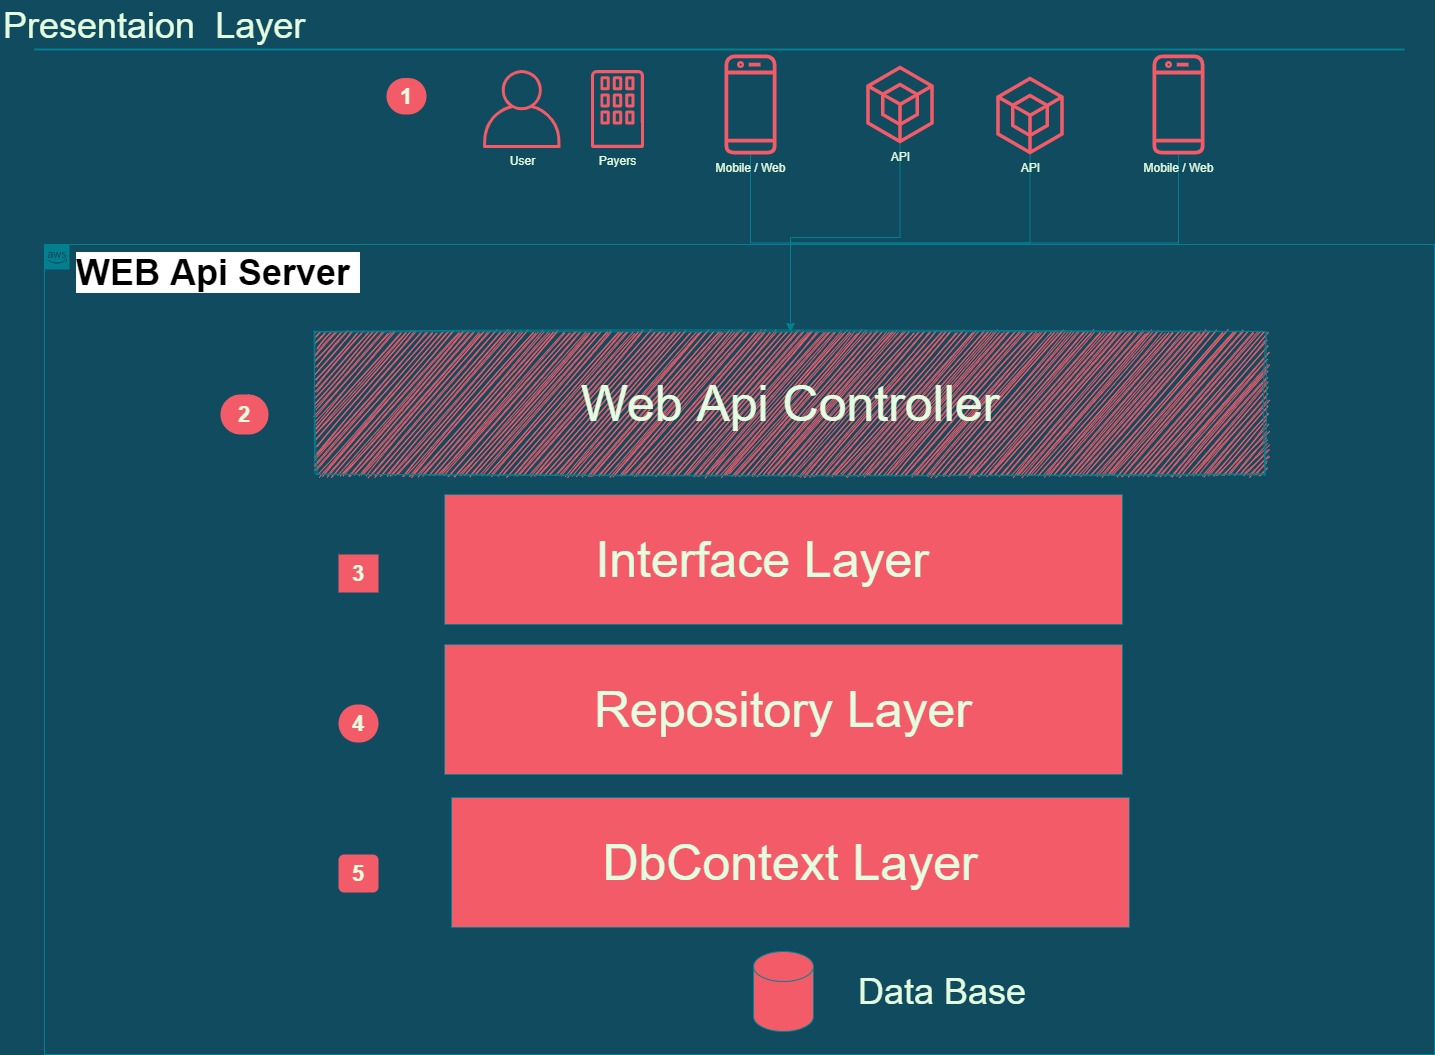 Presentaion  Layer
1
User
Payers
Mobile / Web
API
API
Mobile / Web
aws
WEB Api Server
Web Api Controller
2
Interface Layer
3
Repository Layer
4
DbContext Layer
5
Data Base